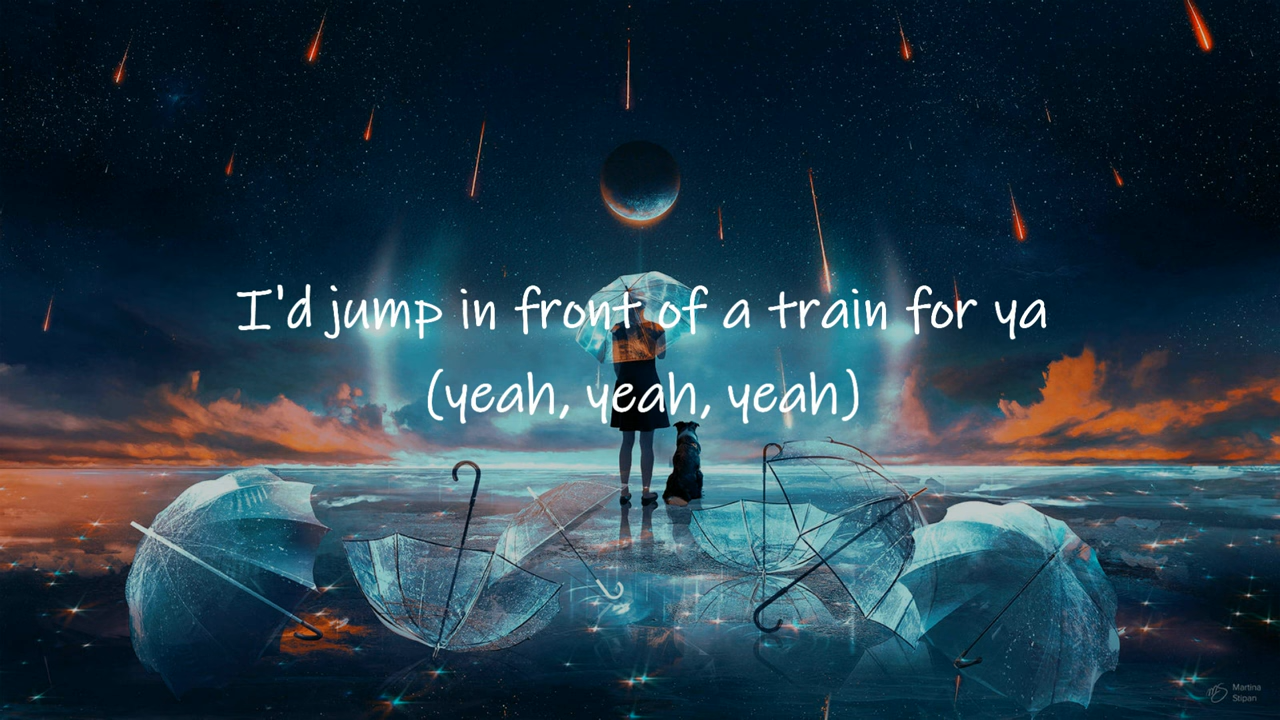 I'd jump in front of a train for ya
(yeah, yeah, yeah)
Martina
Stipan